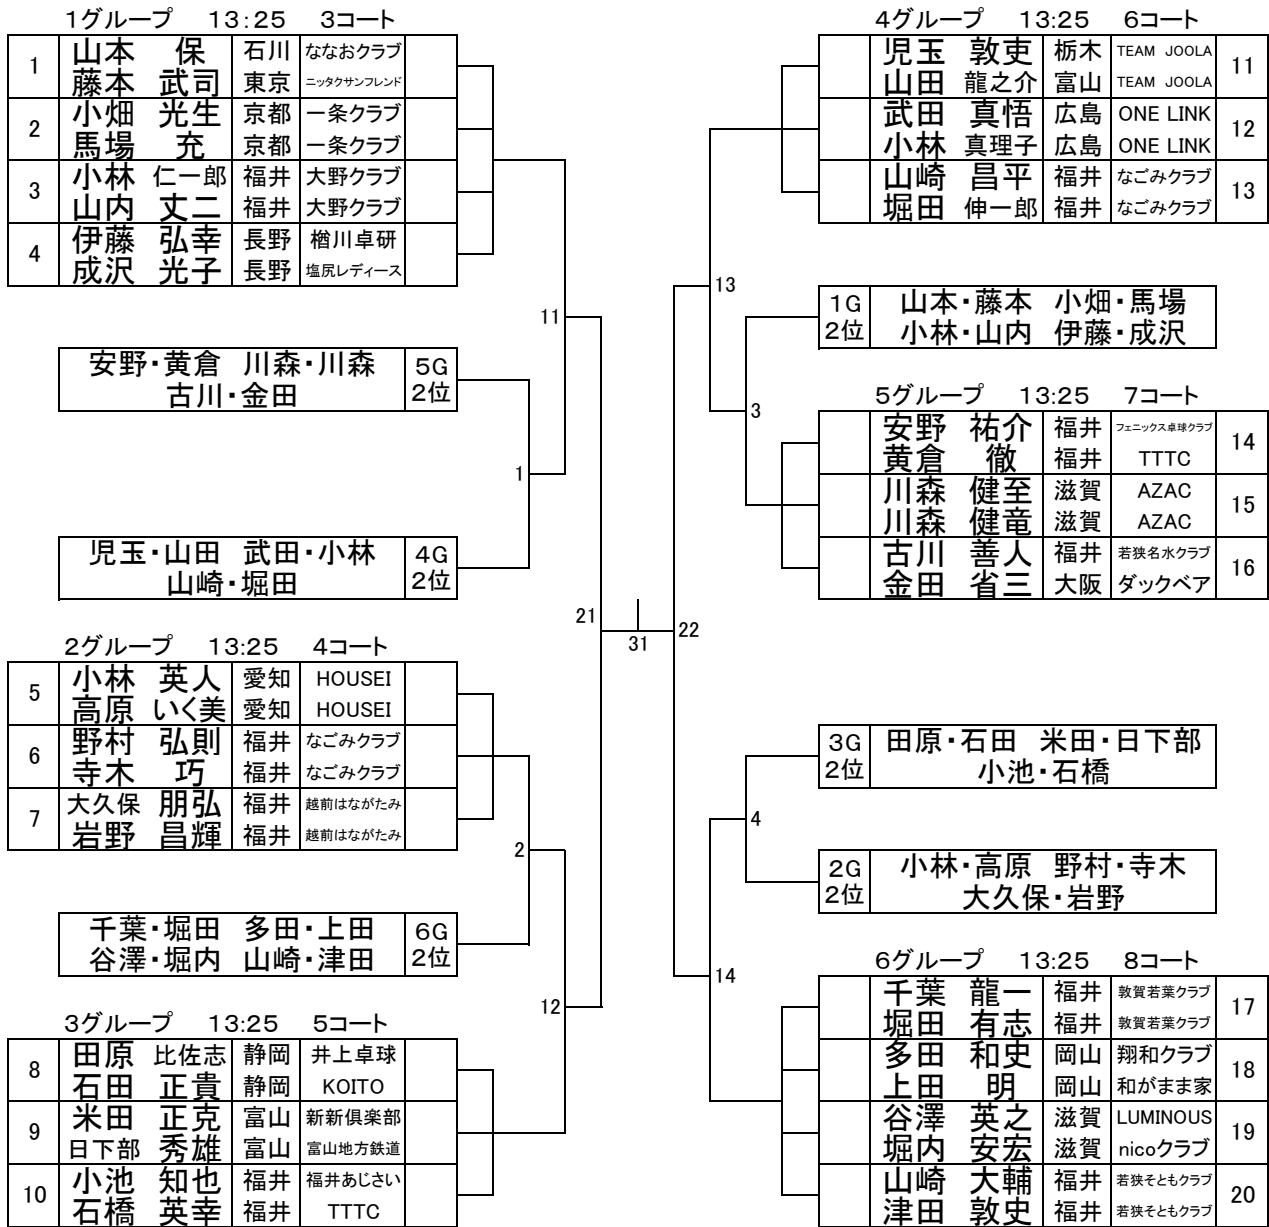 1グループ　13:25　3コート
1
山本　保　石川　ななおクラブ
藤本　武司　東京　ニッタクサンフレンド
2
小畑　光生　京都　一条クラブ
馬場　充　京都　一条クラブ
3
小林　仁一郎　福井　大野クラブ
山内　丈二　福井　大野クラブ
4
伊藤　弘幸　長野　楢川卓研
成沢　光子　長野　塩尻レディース
11
安野・黄倉　川森・川森　5G
古川・金田　2位
1
児玉・山田　武田・小林　4G
山崎・堀田　2位
21
2グループ　13:25　4コート
5
小林　英人　愛知　HOUSEI
高原　いく美　愛知　HOUSEI
6
野村　弘則　福井　なごみクラブ
寺木　巧　福井　なごみクラブ
7
大久保　朋弘　福井　越前はながたみ
岩野　昌輝　福井　越前はながたみ
2
千葉・堀田　多田・上田　6G
谷澤・堀内　山崎・津田　2位
12
3グループ　13:25　5コート
8
田原　比佐志　静岡　井上卓球
石田　正貴　静岡　KOITO
9
米田　正克　富山　新新倶楽部
日下部　秀雄　富山　富山地方鉄道
10
小池　知也　福井　福井あじさい
石橋　英幸　福井　TTTC
31
4グループ　13:25　6コート
児玉　敦吏　栃木　TEAM JOOLA
山田　龍之介　富山　TEAM JOOLA
11
武田　真悟　広島　ONE LINK
小林　真理子　広島　ONE LINK
12
山崎　昌平　福井　なごみクラブ
堀田　伸一郎　福井　なごみクラブ
13
13
1G　山本・藤本　小畑・馬場
2位　小林・山内　伊藤・成沢
3
5グループ　13:25　7コート
安野　祐介　福井　フェニックス卓球クラブ
黄倉　徹　福井　TTTC
14
川森　健至　滋賀　AZAC
川森　健竜　滋賀　AZAC
15
古川　善人　福井　若狭名水クラブ
金田　省三　大阪　ダックベア
16
22
3G　田原・石田　米田・日下部
2位　小池・石橋
4
2G　小林・高原　野村・寺木
2位　大久保・岩野
14
6グループ　13:25　8コート
千葉　龍一　福井　敦賀若葉クラブ
堀田　有志　福井　敦賀若葉クラブ
17
多田　和史　岡山　翔和クラブ
上田　明　岡山　和がまま家
18
谷澤　英之　滋賀　LUMINOUS
堀内　安宏　滋賀　nicoクラブ
19
山崎　大輔　福井　若狭そともクラブ
津田　敦史　福井　若狭そともクラブ
20